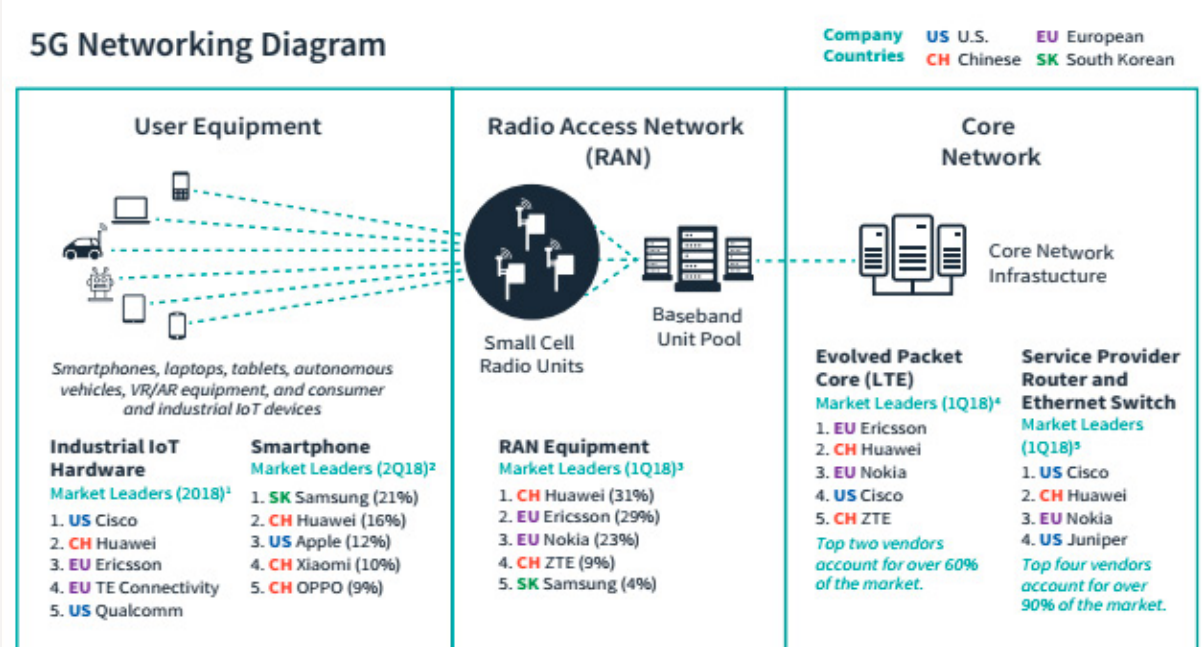 5G Networking Diagram
Company Countries
US U.S.
EU European
CH Chinese
SK South Korean
User Equipment
Smartphones, laptops, tablets, autonomous
vehicles, VR/AR equipment, and consumer
and industrial IoT devices
Industrial IoT
Hardware
Market Leaders (2018)¹
1. US Cisco
2. CH Huawei
3. EU Ericsson
4. EU TE Connectivity
5. US Qualcomm
Smartphone
Market Leaders (2Q18)²
1. SK Samsung (21%)
2. CH Huawei (16%)
3. US Apple (12%)
4. CH Xiaomi (10%)
5. CH OPPO (9%)
Radio Access Network
(RAN)
Small Cell
Radio Units
Baseband
Unit Pool
RAN Equipment
Market Leaders (1Q18)³
1. CH Huawei (31%)
2. EU Ericsson (29%)
3. EU Nokia (23%)
4. CH ZTE (9%)
5. SK Samsung (4%)
Core
Network
Core Network
Infrastucture
Evolved Packet
Core (LTE)
Market Leaders (1Q18)⁴
1. EU Ericsson
2. CH Huawei
3. EU Nokia
4. US Cisco
5. CH ZTE
Top two vendors
account for over 60%
of the market.
Service Provider
Router and
Ethernet Switch
Market Leaders
(1Q18)⁵
1. US Cisco
2. CH Huawei
3. EU Nokia
4. US Juniper
Top four vendors
account for over
90% of the market.